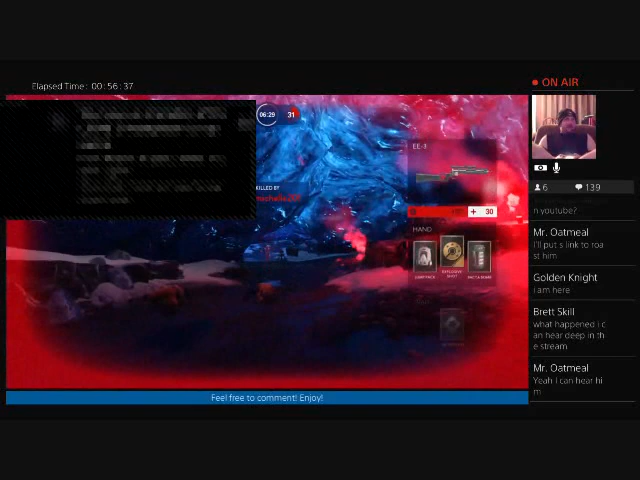 Elapsed Time: 00:56:37
ON AIR
06:29
31
EE-3
KILLED BY
+ 30
HAND
6
139
n youtube?
Mr. Oatmeal
I'll put s link to roa
st him
Golden Knight
i am here
Brett Skill
what happened i c
an hear deep in th
e stream
Mr. Oatmeal
Yeah I can hear hi
m
Feel free to comment! Enjoy!